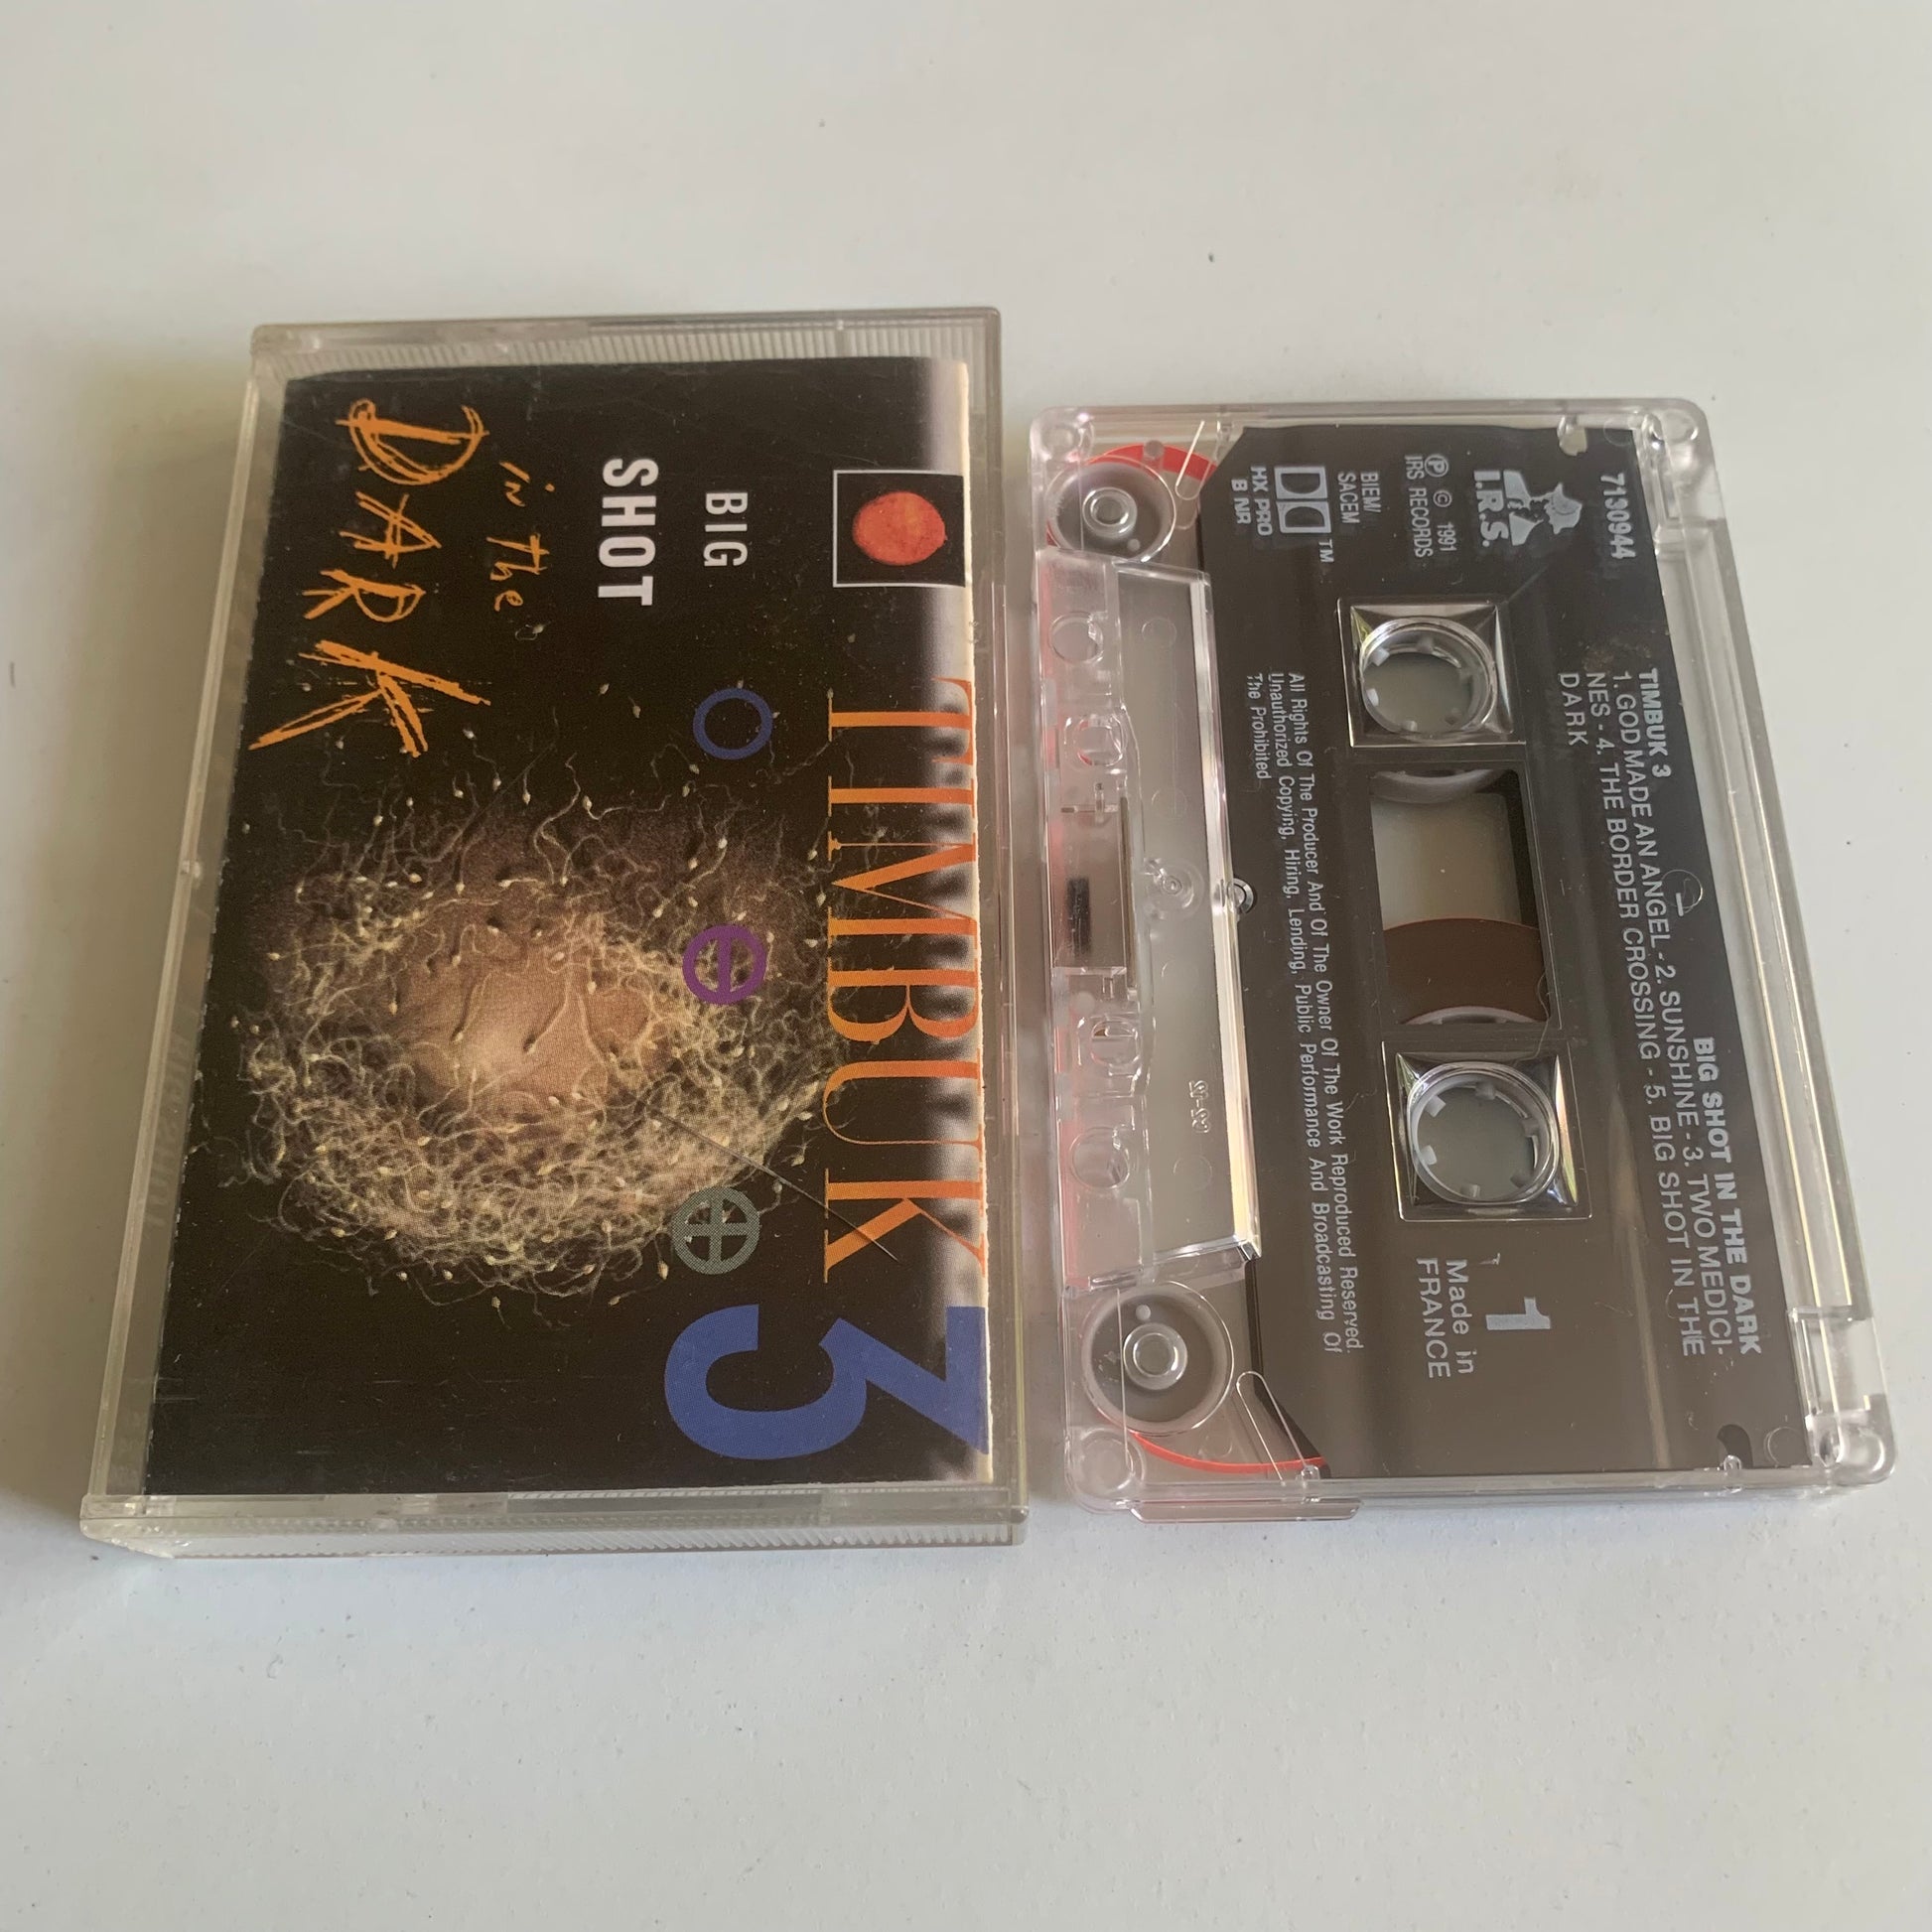 TIMBUK 3
BIG
SHOT
in the
DARK
7130944
BIG SHOT IN THE DARK
TIMBUK 3
1. GOD MADE AN ANGEL - 2. SUNSHINE - 3. TWO MEDICI-
NES - 4. THE BORDER CROSSING - 5. BIG SHOT IN THE
DARK
I.R.S.
℗ © 1991
IRS RECORDS
BIEM/
SACEM
TM
HX PRO
B NR
1
Made in
FRANCE
All Rights Of The Producer And Of The Owner Of The Work Reproduced Reserved.
Unauthorized Copying, Hiring, Lending, Public Performance And Broadcasting Of
The Prohibited